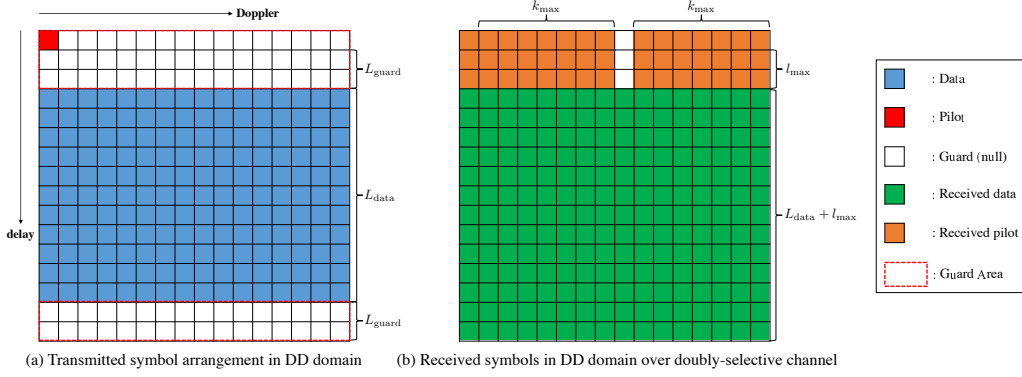 Doppler
delay
L_guard
L_data
L_guard
(a) Transmitted symbol arrangement in DD domain
k_max
k_max
l_max
L_data + l_max
(b) Received symbols in DD domain over doubly-selective channel
: Data
: Pilot
: Guard (null)
: Received data
: Received pilot
: Guard Area